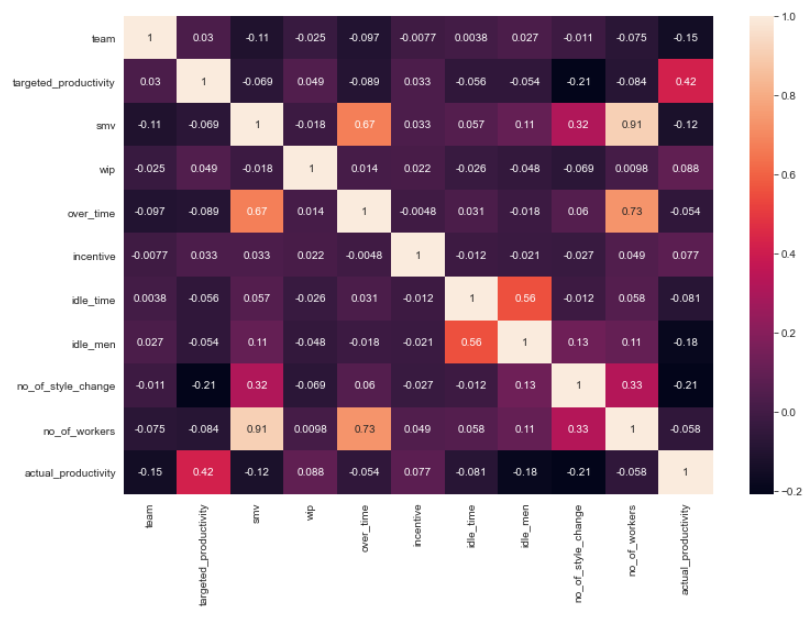 team 1 0.03 -0.11 -0.025 -0.097 -0.0077 0.0038 0.027 -0.011 -0.075 -0.15
targeted_productivity 0.03 1 -0.069 0.049 -0.089 0.033 -0.056 -0.054 -0.21 -0.084 0.42
smv -0.11 -0.069 1 -0.018 0.67 0.033 0.057 0.11 0.32 0.91 -0.12
wip -0.025 0.049 -0.018 1 0.014 0.022 -0.026 -0.048 -0.069 0.0098 0.088
over_time -0.097 -0.089 0.67 0.014 1 -0.0048 0.031 -0.018 0.06 0.73 -0.054
incentive -0.0077 0.033 0.033 0.022 -0.0048 1 -0.012 -0.021 -0.027 0.049 0.077
idle_time 0.0038 -0.056 0.057 -0.026 0.031 -0.012 1 0.56 -0.012 0.058 -0.081
idle_men 0.027 -0.054 0.11 -0.048 -0.018 -0.021 0.56 1 0.13 0.11 -0.18
no_of_style_change -0.011 -0.21 0.32 -0.069 0.06 -0.027 -0.012 0.13 1 0.33 -0.21
no_of_workers -0.075 -0.084 0.91 0.0098 0.73 0.049 0.058 0.11 0.33 1 -0.058
actual_productivity -0.15 0.42 -0.12 0.088 -0.054 0.077 -0.081 -0.18 -0.21 -0.058 1
team targeted_productivity smv wip over_time incentive idle_time idle_men no_of_style_change no_of_workers actual_productivity
1.0
0.8
0.6
0.4
0.2
0.0
-0.2